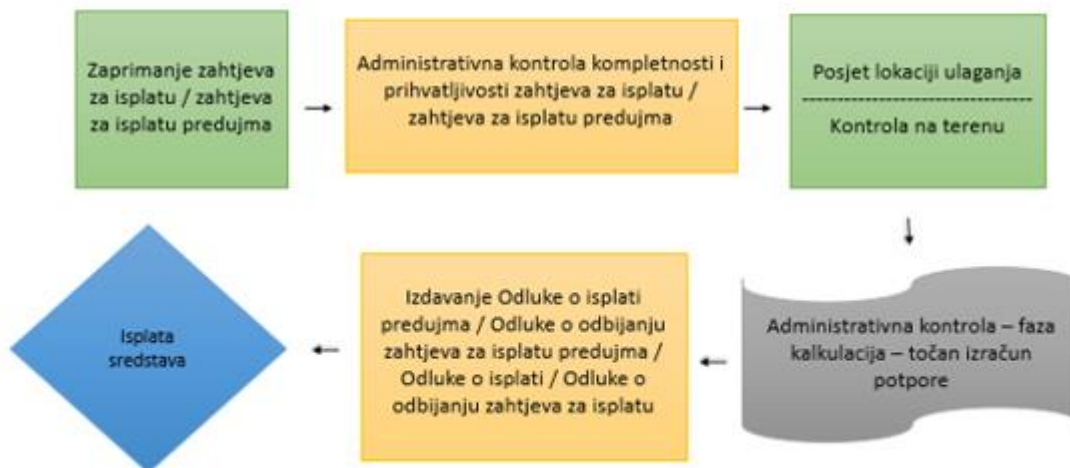 Zaprimanje zahtjeva
za isplatu / zahtjeva
za isplatu predujma
Administrativna kontrola kompletnosti i
prihvatljivosti zahtjeva za isplatu /
zahtjeva za isplatu predujma
Posjet lokaciji ulaganja
------------------------------
Kontrola na terenu
Administrativna kontrola – faza
kalkulacija – točan izračun
potpore
Izdavanje Odluke o isplati
predujma / Odluke o odbijanju
zahtjeva za isplatu predujma /
Odluke o isplati / Odluke o
odbijanju zahtjeva za isplatu
Isplata
sredstava